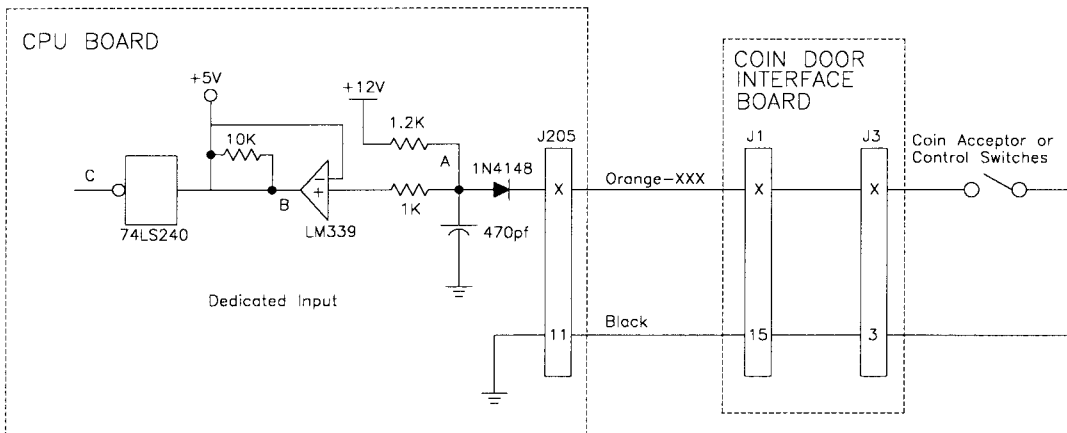 CPU BOARD
+5V
10K
C
B
74LS240
LM339
Dedicated Input
+12V
1.2K
A
1K
470pf
1N4148
J205
X
11
Orange-XXX
Black
COIN DOOR
INTERFACE
BOARD
J1
X
15
J3
X
3
Coin Acceptor or
Control Switches